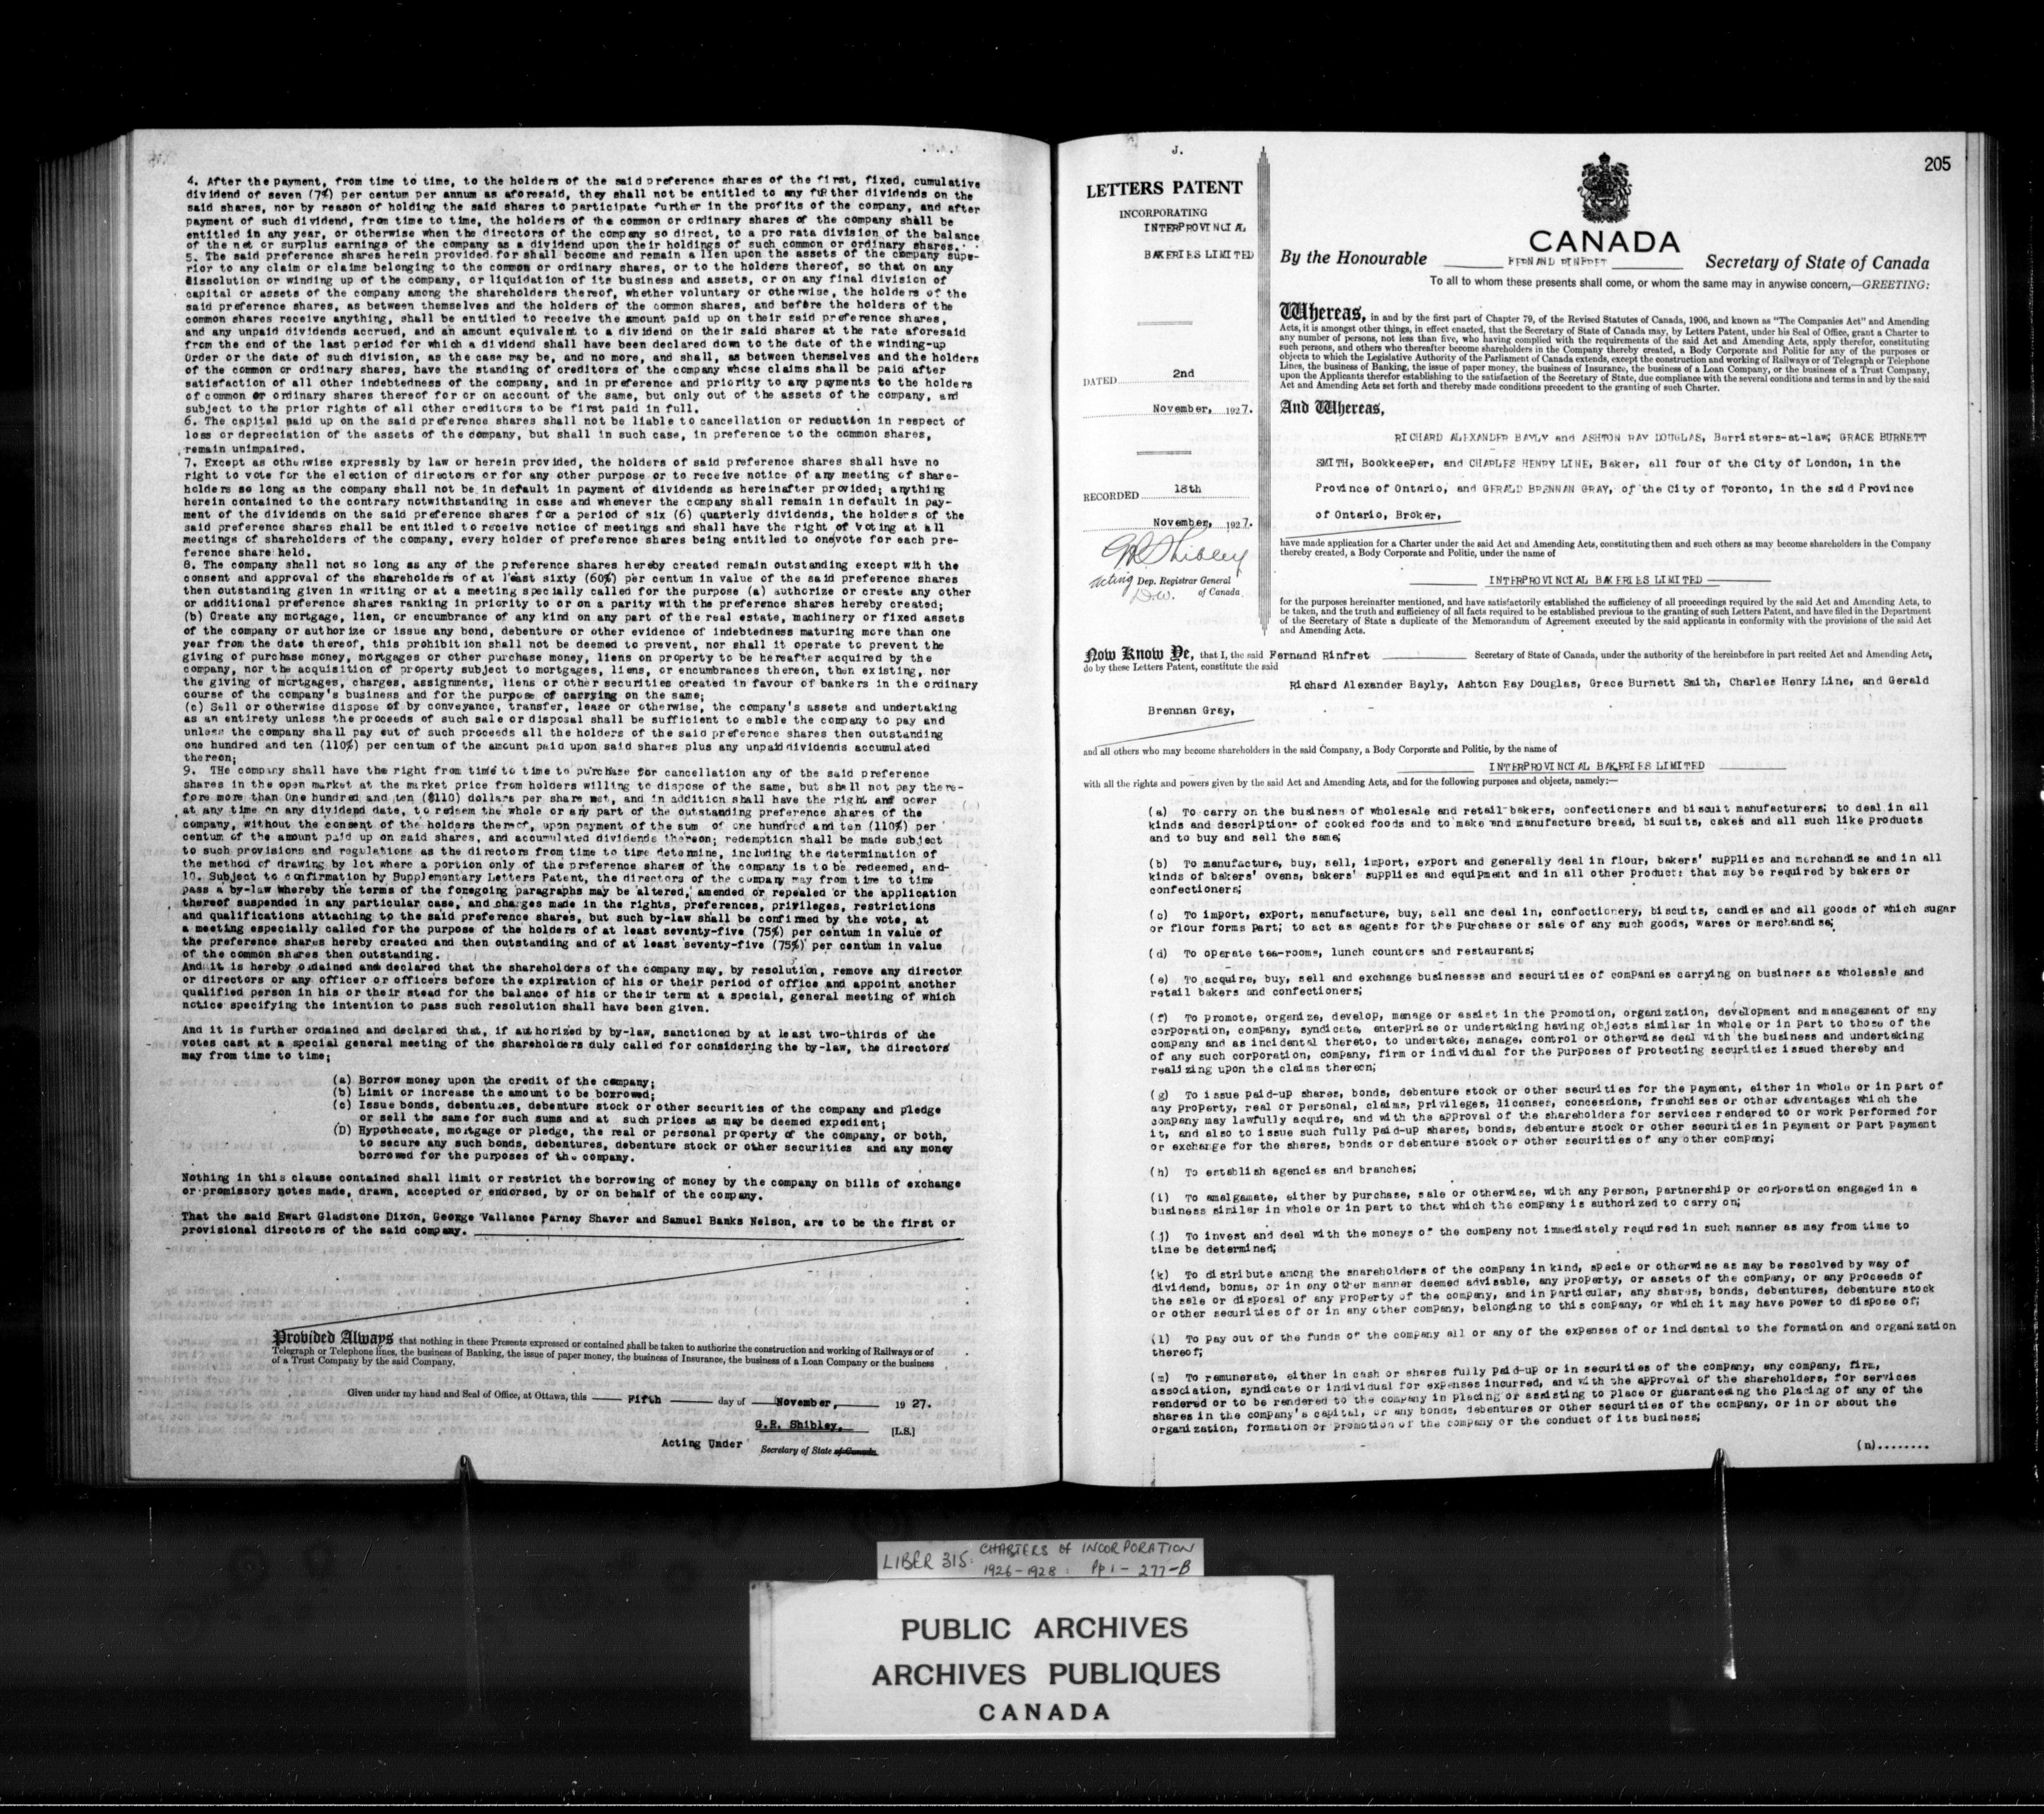 4. After the payment, from time to time, to the holders of the said preference shares of the first, fixed, cumulative
dividend of seven (7%) per centum per annum as aforesaid, they shall not be entitled to any further dividends on the
said shares, nor by reason of holding the said shares to participate further in the profits of the company, and after
payment of such dividend, from time to time, the holders of the common or ordinary shares of the company shall be
entitled in any year, or otherwise when the directors of the company so direct, to a pro rata division of the balance
of the net or surplus earnings of the company as a dividend upon their holdings of such common or ordinary shares.
5. The said preference shares herein provided for shall become and remain a lien upon the assets of the company supe-
rior to any claim or claims belonging to the common or ordinary shares, or to the holders thereof, so that on any
dissolution or winding up of the company, or liquidation of its business and assets, or on any final division of
capital or assets of the company among the shareholders thereof, whether voluntary or otherwise, the holders of the
said preference shares, as between themselves and the holders of the common shares, and before the holders of the
common shares receive anything, shall be entitled to receive the amount paid up on their said preference shares,
and any unpaid dividends accrued, and an amount equivalent to a dividend on their said shares at the rate aforesaid
from the end of the last period for which a dividend shall have been declared down to the date of the winding-up
Order or the date of such division, as the case may be, and no more, and shall, as between themselves and the holders
of the common or ordinary shares, have the standing of creditors of the company whose claims shall be paid after
satisfaction of all other indebtedness of the company, and in preference and priority to any payments to the holders
of common or ordinary shares thereof for or on account of the same, but only out of the assets of the company, and
subject to the prior rights of all other creditors to be first paid in full.
6. The capital paid up on the said preference shares shall not be liable to cancellation or reduction in respect of
loss or depreciation of the assets of the company, but shall in such case, in preference to the common shares,
remain unimpaired.
7. Except as otherwise expressly by law or herein provided, the holders of said preference shares shall have no
right to vote for the election of directors or for any other purpose or to receive notice of any meeting of share-
holders so long as the company shall not be in default in payment of dividends as hereinafter provided; anything
herein contained to the contrary notwithstanding in case and whenever the company shall remain in default in pay-
ment of the dividends on the said preference shares for a period of six (6) quarterly dividends, the holders of the
said preference shares shall be entitled to receive notice of meetings and shall have the right of voting at all
meetings of shareholders of the company, every holder of preference shares being entitled to one vote for each pre-
ference share held.
8. The company shall not so long as any of the preference shares hereby created remain outstanding except with the
consent and approval of the shareholders of at least sixty (60%) per centum in value of the said preference shares
then outstanding given in writing or at a meeting specially called for the purpose (a) authorize or create any other
or additional preference shares ranking in priority to or on a parity with the preference shares hereby created;
(b) Create any mortgage, lien, or encumbrance of any kind on any part of the real estate, machinery or fixed assets
of the company or authorize or issue any bond, debenture or other evidence of indebtedness maturing more than one
year from the date thereof, this prohibition shall not be deemed to prevent, nor shall it operate to prevent the
giving of purchase money, mortgages or other purchase money, liens on property to be hereafter acquired by the
company, nor the acquisition of property subject to mortgages, liens, or encumbrances thereon, then existing, nor
the giving of mortgages, charges, assignments, liens or other securities created in favour of bankers in the ordinary
course of the company's business and for the purpose of carrying on the same;
(c) Sell or otherwise dispose of by conveyance, transfer, lease or otherwise, the company's assets and undertaking
as an entirety unless the proceeds of such sale or disposal shall be sufficient to enable the company to pay and
unless the company shall pay out of such proceeds all the holders of the said preference shares then outstanding
one hundred and ten (110%) per centum of the amount paid upon said shares plus any unpaid dividends accumulated
thereon;
9. THe company shall have the right from time to time to purchase for cancellation any of the said preference
shares in the open market at the market price from holders willing to dispose of the same, but shall not pay there-
fore more than One hundred and ten ($110) dollars per share net, and in addition shall have the right and power
at any time on any dividend date, to redeem the whole or any part of the outstanding preference shares of the
company, without the consent of the holders thereof, upon payment of the sum of one hundred and ten (110%) per
centum of the amount paid up on said shares, and accumulated dividends thereon; redemption shall be made subject
to such provisions and regulations as the directors from time to time determine, including the determination of
the method of drawing by lot where a portion only of the preference shares of the company is to be redeemed, and-
10. Subject to confirmation by Supplementary Letters Patent, the directors of the company may from time to time
pass a by-law whereby the terms of the foregoing paragraphs may be altered, amended or repealed or the application
thereof suspended in any particular case, and charges made in the rights, preferences, privileges, restrictions
and qualifications attaching to the said preference shares, but such by-law shall be confirmed by the vote, at
a meeting especially called for the purpose of the holders of at least seventy-five (75%) per centum in value of
the preference shares hereby created and then outstanding and of at least seventy-five (75%) per centum in value
of the common shares then outstanding.
And it is hereby ordained and declared that the shareholders of the company may, by resolution, remove any director
or directors or any officer or officers before the expiration of his or their period of office and appoint another
qualified person in his or their stead for the balance of his or their term at a special, general meeting of which
notice specifying the intention to pass such resolution shall have been given.
And it is further ordained and declared that, if authorized by by-law, sanctioned by at least two-thirds of the
votes cast at a special general meeting of the shareholders duly called for considering the by-law, the directors
may from time to time;
(a) Borrow money upon the credit of the company;
(b) Limit or increase the amount to be borrowed;
(c) Issue bonds, debentures, debenture stock or other securities of the company and pledge
or sell the same for such sums and at such prices as may be deemed expedient;
(D) Hypothecate, mortgage or pledge, the real or personal property of the company, or both,
to secure any such bonds, debentures, debenture stock or other securities and any money
borrowed for the purposes of the company.
Nothing in this clause contained shall limit or restrict the borrowing of money by the company on bills of exchange
or promissory notes made, drawn, accepted or endorsed, by or on behalf of the company.
That the said Ewart Gladstone Dixon, George Vallance Parney Shaver and Samuel Banks Nelson, are to be the first or
provisional directors of the said company.
Provided Always that nothing in these Presents expressed or contained shall be taken to authorize the construction and working of Railways or of
Telegraph or Telephone lines, the business of Banking, the issue of paper money, the business of Insurance, the business of a Loan Company or the business
of a Trust Company by the said Company.
Given under my hand and Seal of Office, at Ottawa, this Fifth day of November, 1927.
G.R. Shibley, [L.S.]
Acting Under Secretary of State of Canada
205
J.
LETTERS PATENT
INCORPORATING
INTERPROVINCIAL
BAKERIES LIMITED
DATED 2nd
November, 1927.
RECORDED 18th
November, 1927.
GR Shibley
Acting Dep. Registrar General
of Canada
D.W.
CANADA
By the Honourable FERNAND RINFRET Secretary of State of Canada
To all to whom these presents shall come, or whom the same may in anywise concern,—GREETING:
Whereas, in and by the first part of Chapter 79, of the Revised Statutes of Canada, 1906, and known as "The Companies Act" and Amending
Acts, it is amongst other things, in effect enacted, that the Secretary of State of Canada may, by Letters Patent, under his Seal of Office, grant a Charter to
any number of persons, not less than five, who having complied with the requirements of the said Act and Amending Acts, apply therefor, constituting
such persons, and others who thereafter become shareholders in the Company thereby created, a Body Corporate and Politic for any of the purposes or
objects to which the Legislative Authority of the Parliament of Canada extends, except the construction and working of Railways or of Telegraph or Telephone
Lines, the business of Banking, the issue of paper money, the business of Insurance, the business of a Loan Company, or the business of a Trust Company,
upon the Applicants therefor establishing to the satisfaction of the Secretary of State, due compliance with the several conditions and terms in and by the said
Act and Amending Acts set forth and thereby made conditions precedent to the granting of such Charter.
And Whereas,
RICHARD ALEXANDER BAYLY and ASHTON RAY DOUGLAS, Barristers-at-law; GRACE BURNETT
SMITH, Bookkeeper, and CHARLES HENRY LINE, Baker, all four of the City of London, in the
Province of Ontario, and GERALD BRENNAN GRAY, of the City of Toronto, in the said Province
of Ontario, Broker,
have made application for a Charter under the said Act and Amending Acts, constituting them and such others as may become shareholders in the Company
thereby created, a Body Corporate and Politic, under the name of
INTERPROVINCIAL BAKERIES LIMITED
for the purposes hereinafter mentioned, and have satisfactorily established the sufficiency of all proceedings required by the said Act and Amending Acts, to
be taken, and the truth and sufficiency of all facts required to be established previous to the granting of such Letters Patent, and have filed in the Department
of the Secretary of State a duplicate of the Memorandum of Agreement executed by the said applicants in conformity with the provisions of the said Act
and Amending Acts.
Now Know Ye, that I, the said Fernand Rinfret Secretary of State of Canada, under the authority of the hereinbefore in part recited Act and Amending Acts,
do by these Letters Patent, constitute the said
Richard Alexander Bayly, Ashton Ray Douglas, Grace Burnett Smith, Charles Henry Line, and Gerald
Brennan Gray,
and all others who may become shareholders in the said Company, a Body Corporate and Politic, by the name of
INTERPROVINCIAL BAKERIES LIMITED
with all the rights and powers given by the said Act and Amending Acts, and for the following purposes and objects, namely:—
(a) To carry on the business of wholesale and retail bakers, confectioners and biscuit manufacturers; to deal in all
kinds and descriptions of cooked foods and to make and manufacture bread, biscuits, cakes and all such like products
and to buy and sell the same;
(b) To manufacture, buy, sell, import, export and generally deal in flour, bakers' supplies and merchandise and in all
kinds of bakers' ovens, bakers' supplies and equipment and in all other products that may be required by bakers or
confectioners;
(c) To import, export, manufacture, buy, sell and deal in, confectionery, biscuits, candies and all goods of which sugar
or flour forms part; to act as agents for the purchase or sale of any such goods, wares or merchandise;
(d) To operate tea-rooms, lunch counters and restaurants;
(e) To acquire, buy, sell and exchange businesses and securities of companies carrying on business as wholesale and
retail bakers and confectioners;
(f) To promote, organize, develop, manage or assist in the promotion, organization, development and management of any
corporation, company, syndicate, enterprise or undertaking having objects similar in whole or in part to those of the
company and as incidental thereto, to undertake, manage, control or otherwise deal with the business and undertaking
of any such corporation, company, firm or individual for the purposes of protecting securities issued thereby and
realizing upon the claims thereon;
(g) To issue paid-up shares, bonds, debenture stock or other securities for the payment, either in whole or in part of
any property, real or personal, claims, privileges, licenses, concessions, franchises or other advantages which the
company may lawfully acquire, and with the approval of the shareholders for services rendered to or work performed for
it, and also to issue such fully paid-up shares, bonds, debenture stock or other securities in payment or part payment
or exchange for the shares, bonds or debenture stock or other securities of any other company;
(h) To establish agencies and branches;
(i) To amalgamate, either by purchase, sale or otherwise, with any person, partnership or corporation engaged in a
business similar in whole or in part to that which the company is authorized to carry on;
(j) To invest and deal with the moneys of the company not immediately required in such manner as may from time to
time be determined;
(k) To distribute among the shareholders of the company in kind, specie or otherwise as may be resolved by way of
dividend, bonus, or in any other manner deemed advisable, any property, or assets of the company, or any proceeds of
the sale or disposal of any property of the company, and in particular, any shares, bonds, debentures, debenture stock
or other securities of or in any other company, belonging to this company, or which it may have power to dispose of;
(l) To pay out of the funds of the company all or any of the expenses of or incidental to the formation and organization
thereof;
(m) To remunerate, either in cash or shares fully paid-up or in securities of the company, any company, firm,
association, syndicate or individual for expenses incurred, and with the approval of the shareholders, for services
rendered or to be rendered to the company in placing or assisting to place or guaranteeing the placing of any of the
shares in the company's capital, or any bonds, debentures or other securities of the company, or in or about the
organization, formation or promotion of the company or the conduct of its business;
(n)........
LIBER 315: CHARTERS OF INCORPORATION
1926-1928: pp 1 - 277-B
PUBLIC ARCHIVES
ARCHIVES PUBLIQUES
CANADA